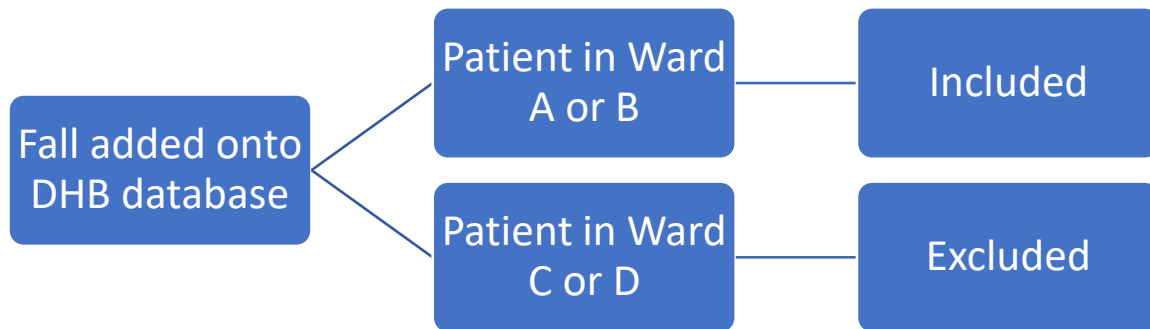 Fall added onto
DHB database
Patient in Ward
A or B
Included
Patient in Ward
C or D
Excluded